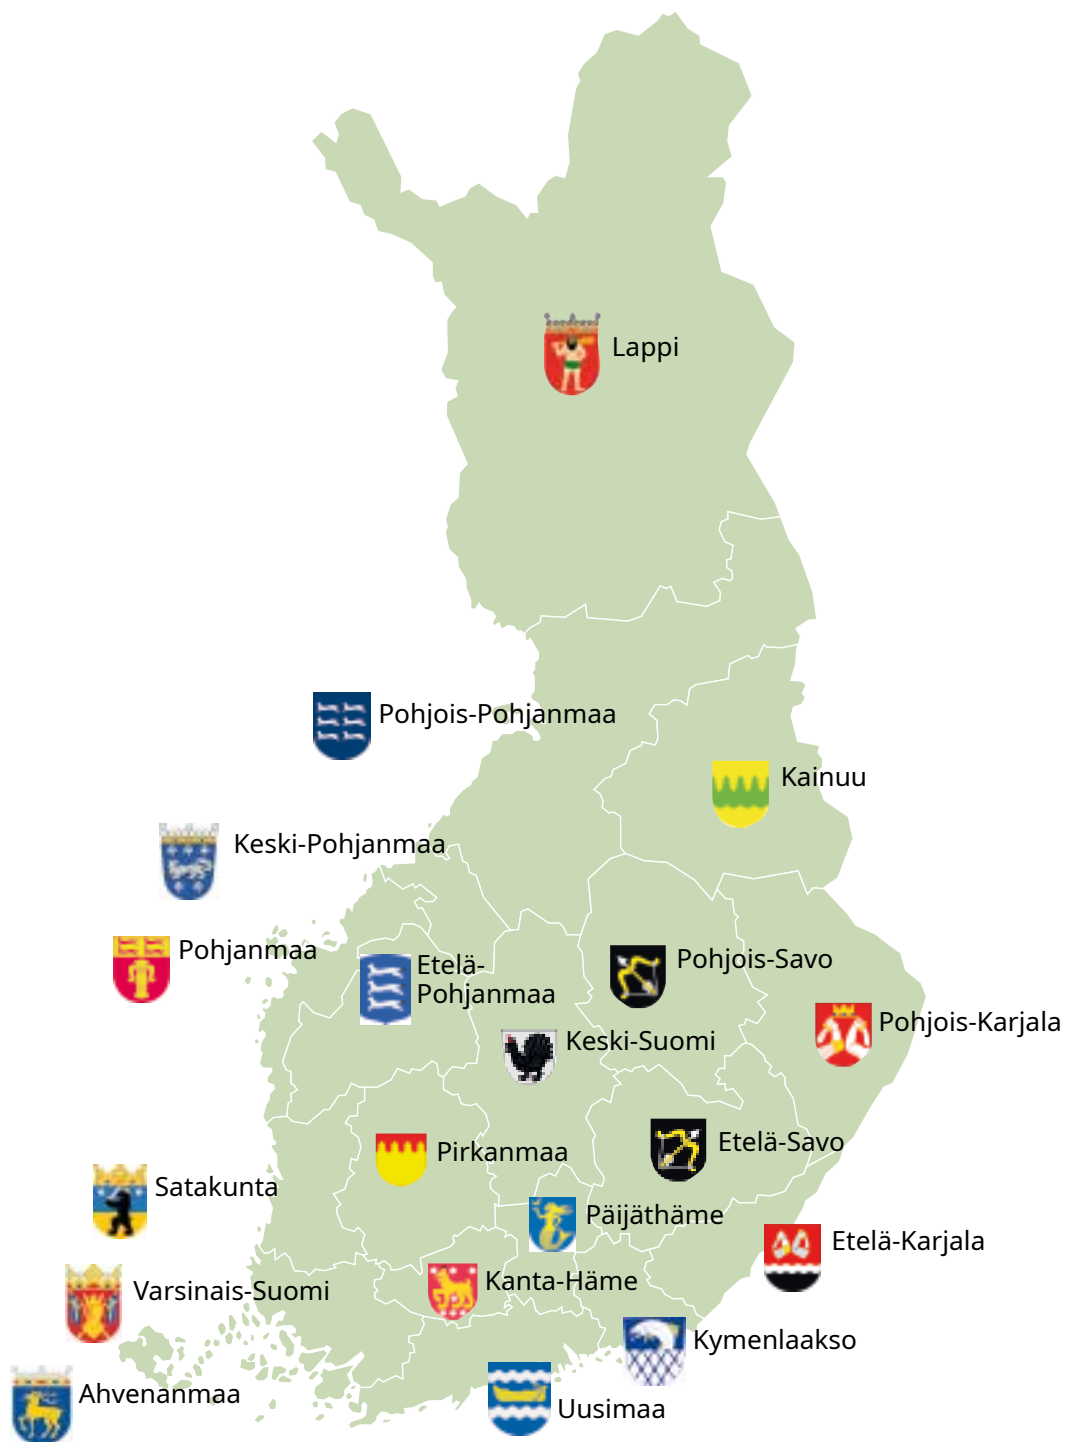 Lappi
Pohjois-Pohjanmaa
Kainuu
Keski-Pohjanmaa
Pohjanmaa
Etelä-
Pohjanmaa
Pohjois-Savo
Pohjois-Karjala
Keski-Suomi
Pirkanmaa
Etelä-Savo
Satakunta
Päijäthäme
Etelä-Karjala
Varsinais-Suomi
Kanta-Häme
Kymenlaakso
Ahvenanmaa
Uusimaa